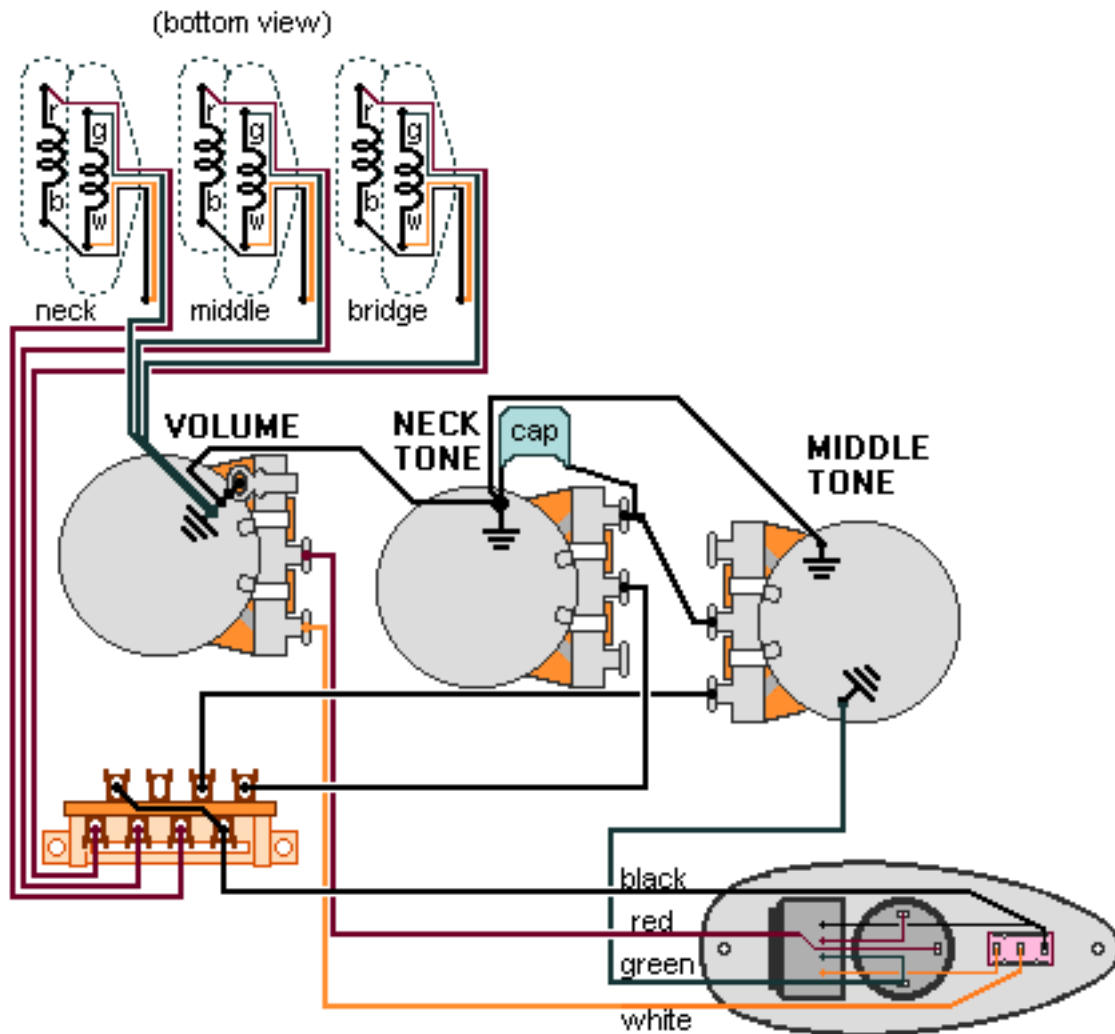 (bottom view)
r
g
b
w
r
g
b
w
r
g
b
w
neck
middle
bridge
VOLUME
NECK
TONE
cap
MIDDLE
TONE
black
red
green
white